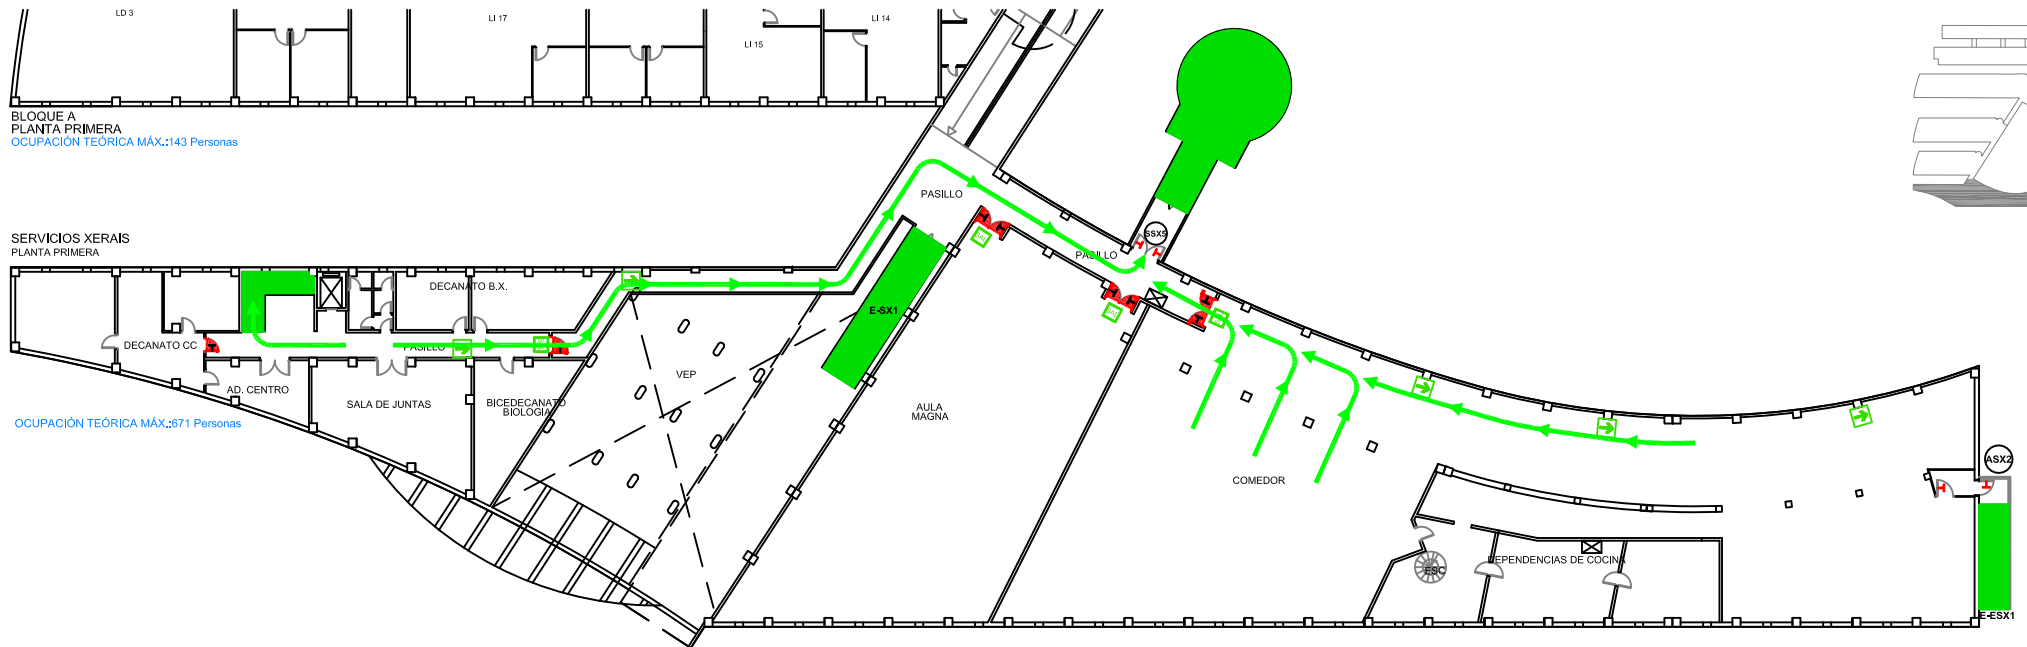 LD 3
LI 17
LI 15
LI 14
BLOQUE A
PLANTA PRIMERA
OCUPACIÓN TEÓRICA MÁX.:143 Personas
SERVICIOS XERAIS
PLANTA PRIMERA
PASILLO
SSX5
PASILLO
DECANATO B.X.
E-SX1
DECANATO CC
PASILLO
VEP
AD. CENTRO
SALA DE JUNTAS
BICEDECANATO
BIOLOGIA
AULA
MAGNA
OCUPACIÓN TEÓRICA MÁX.:671 Personas
COMEDOR
ASX2
DEPENDENCIAS DE COCINA
ESC
E-ESX1